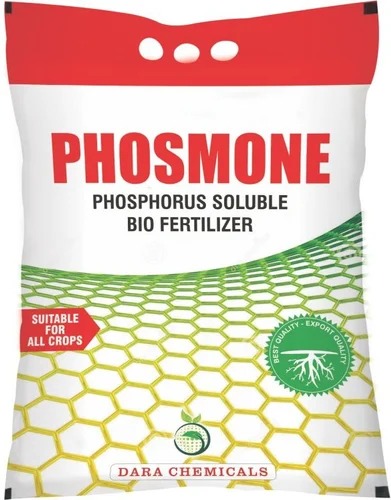 PHOSMONE
PHOSPHORUS SOLUBLE
BIO FERTILIZER
SUITABLE
FOR
ALL CROPS
BEST QUALITY - EXPORT QUALITY
DARA CHEMICALS